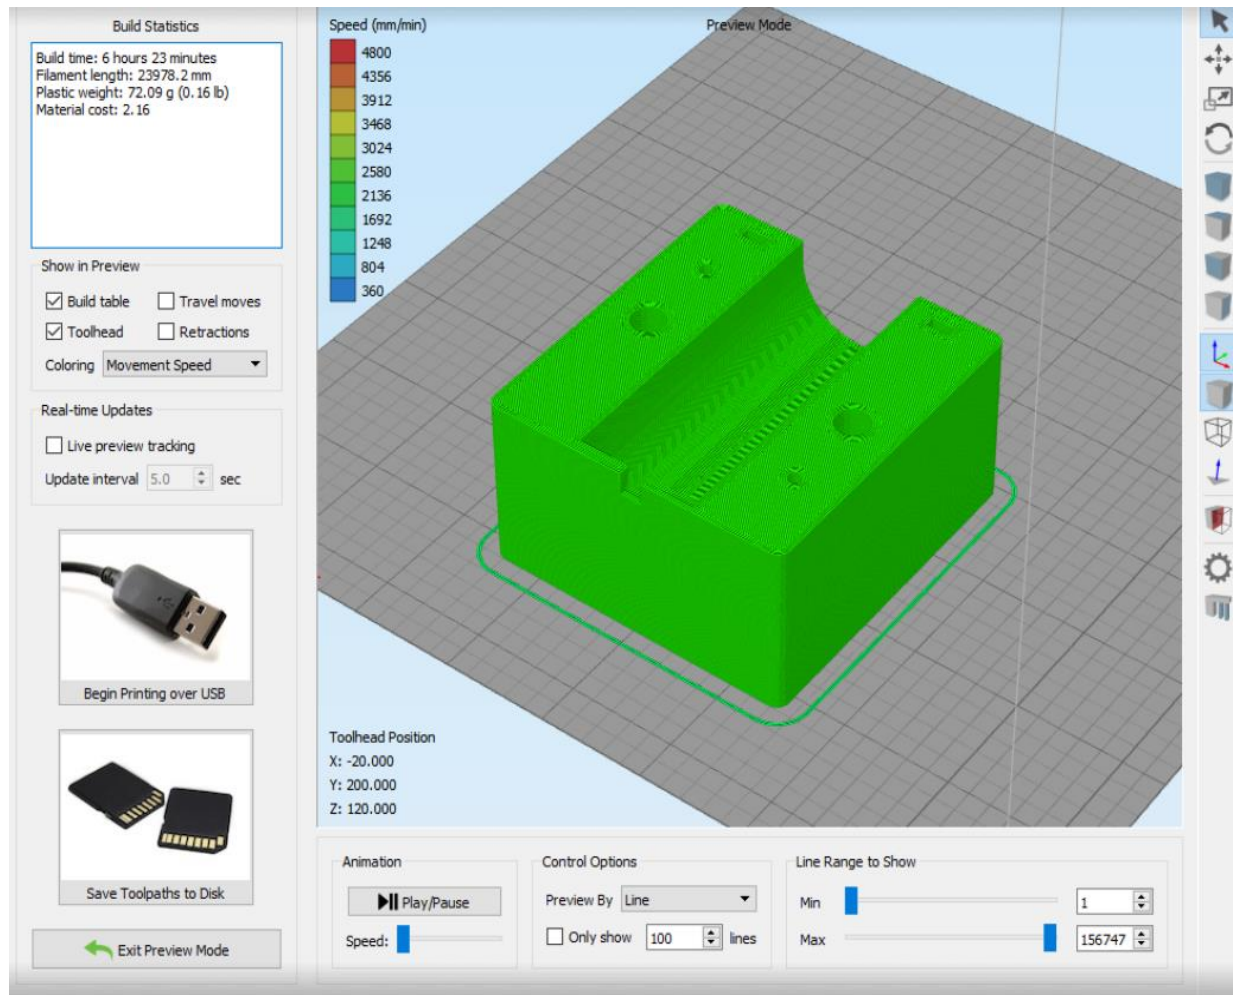 Build Statistics
Build time: 6 hours 23 minutes
Filament length: 23978.2 mm
Plastic weight: 72.09 g (0.16 lb)
Material cost: 2.16
Show in Preview
Build table
Travel moves
Toolhead
Retractions
Coloring Movement Speed
Real-time Updates
Live preview tracking
Update interval 5.0 sec
Begin Printing over USB
Save Toolpaths to Disk
Exit Preview Mode
Speed (mm/min)
4800
4356
3912
3468
3024
2580
2136
1692
1248
804
360
Preview Mode
Toolhead Position
X: -20.000
Y: 200.000
Z: 120.000
Animation
Play/Pause
Speed:
Control Options
Preview By Line
Only show 100 lines
Line Range to Show
Min 1
Max 156747